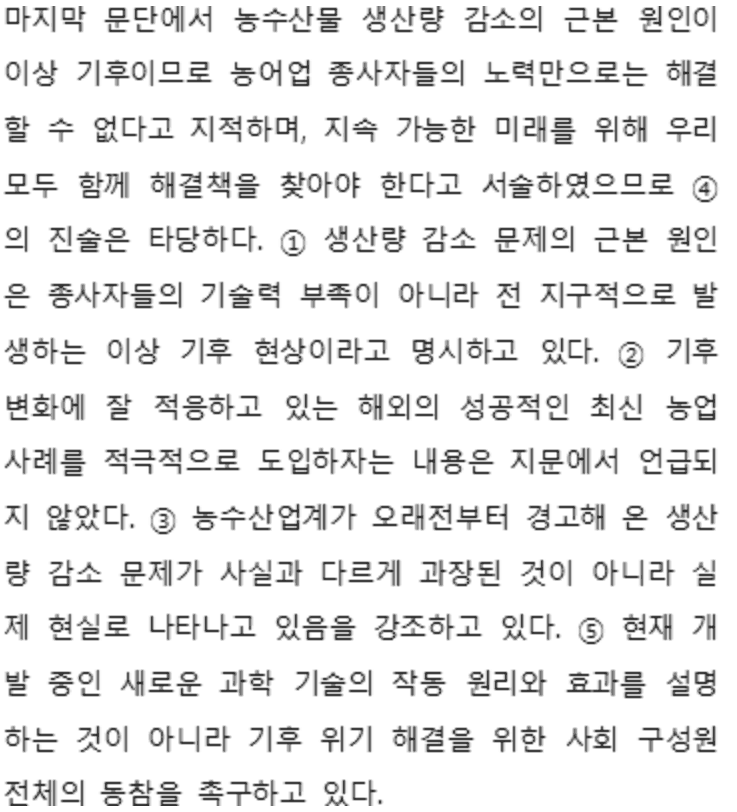 마지막 문단에서 농수산물 생산량 감소의 근본 원인이
이상 기후이므로 농어업 종사자들의 노력만으로는 해결
할 수 없다고 지적하며, 지속 가능한 미래를 위해 우리
모두 함께 해결책을 찾아야 한다고 서술하였으므로 ④
의 진술은 타당하다. ① 생산량 감소 문제의 근본 원인
은 종사자들의 기술력 부족이 아니라 전 지구적으로 발
생하는 이상 기후 현상이라고 명시하고 있다. ② 기후
변화에 잘 적응하고 있는 해외의 성공적인 최신 농업
사례를 적극적으로 도입하자는 내용은 지문에서 언급되
지 않았다. ③ 농수산업계가 오래전부터 경고해 온 생산
량 감소 문제가 사실과 다르게 과장된 것이 아니라 실
제 현실로 나타나고 있음을 강조하고 있다. ⑤ 현재 개
발 중인 새로운 과학 기술의 작동 원리와 효과를 설명
하는 것이 아니라 기후 위기 해결을 위한 사회 구성원
전체의 동참을 촉구하고 있다.